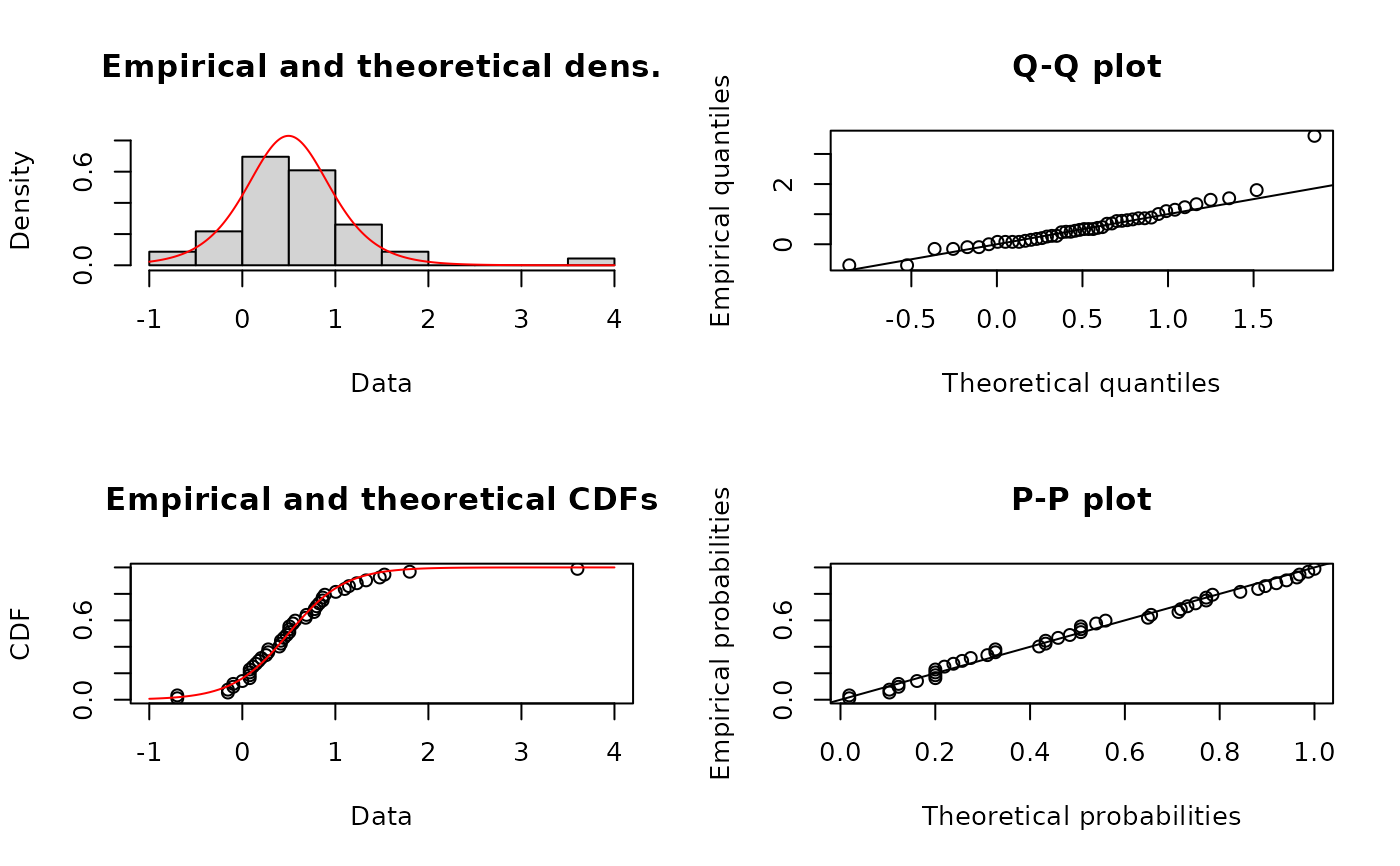 Empirical and theoretical dens.
Density
0.0 0.6
-1 0 1 2 3 4
Data
Q-Q plot
Empirical quantiles
0 2
-0.5 0.0 0.5 1.0 1.5
Theoretical quantiles
Empirical and theoretical CDFs
CDF
0.0 0.6
-1 0 1 2 3 4
Data
P-P plot
Empirical probabilities
0.0 0.6
0.0 0.2 0.4 0.6 0.8 1.0
Theoretical probabilities